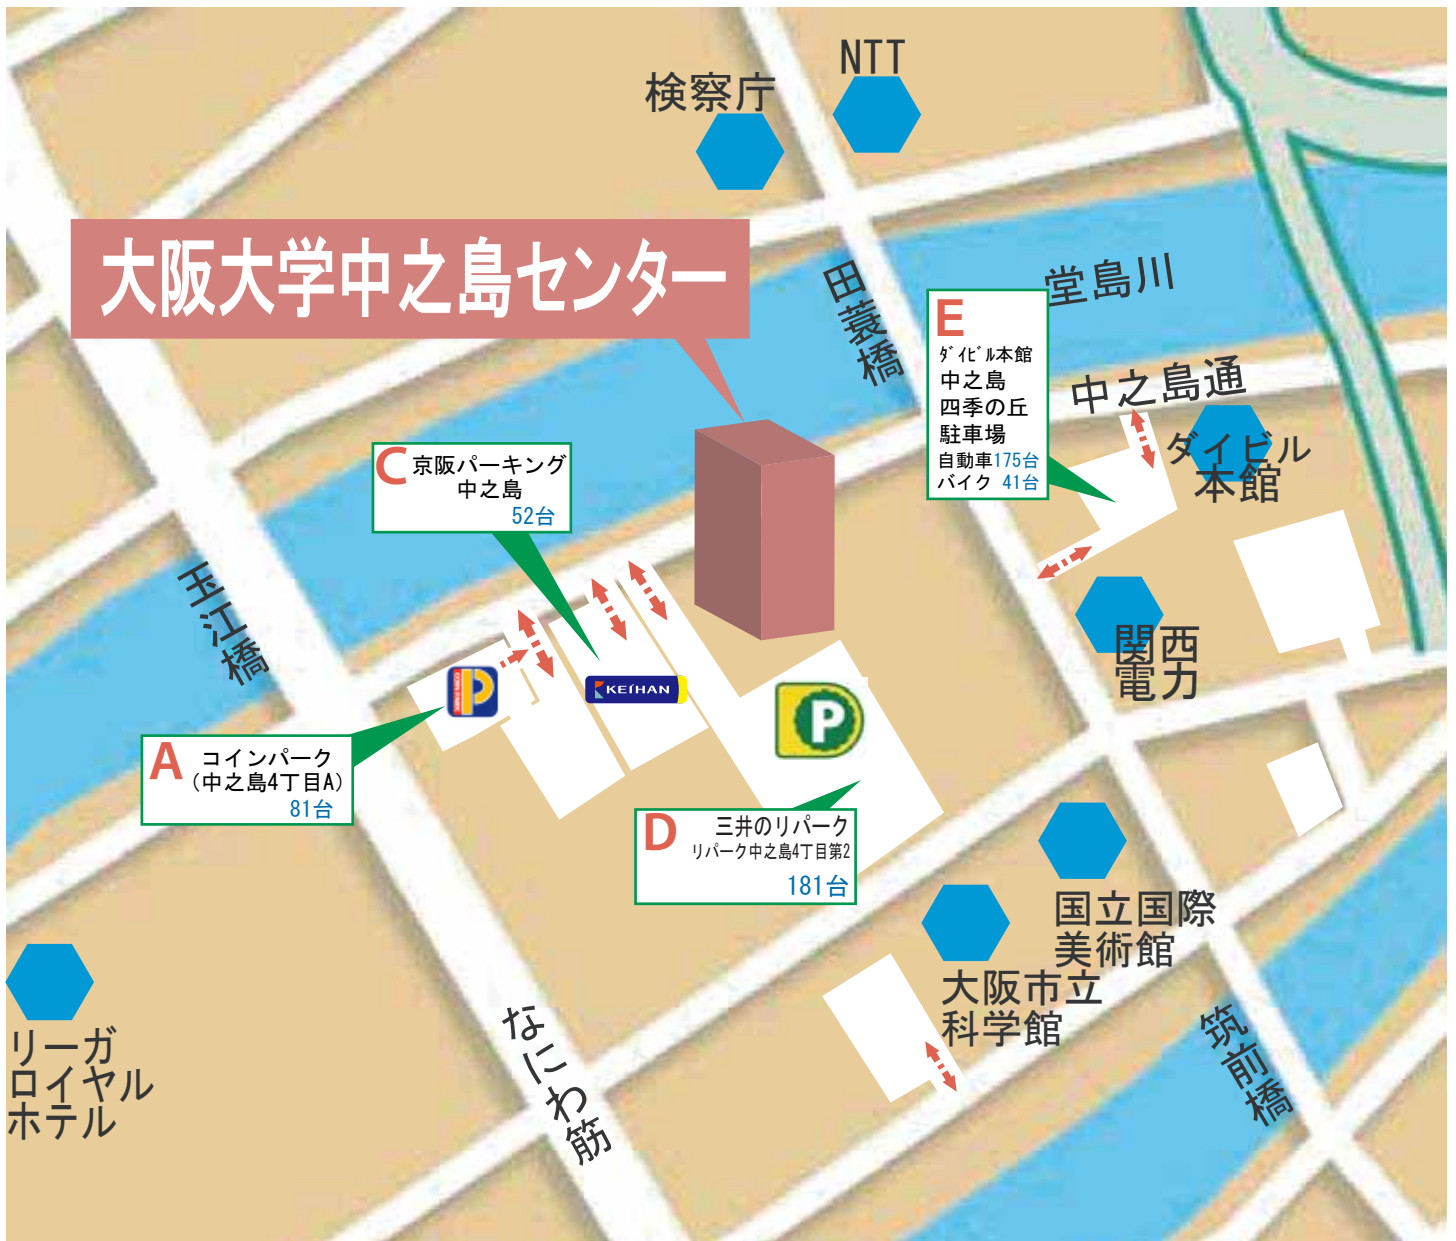 NTT
検察庁
大阪大学中之島センター
田蓑橋
堂島川
E
ダイビル本館
中之島
四季の丘
駐車場
自動車175台
バイク 41台
中之島通
ダイビル
本館
C 京阪パーキング
中之島
52台
玉江橋
関西
電力
KEIHAN
P
A コインパーク
(中之島4丁目A)
81台
D 三井のリパーク
リパーク中之島4丁目第2
181台
国立国際
美術館
大阪市立
科学館
リーガ
ロイヤル
ホテル
なにわ筋
筑前橋